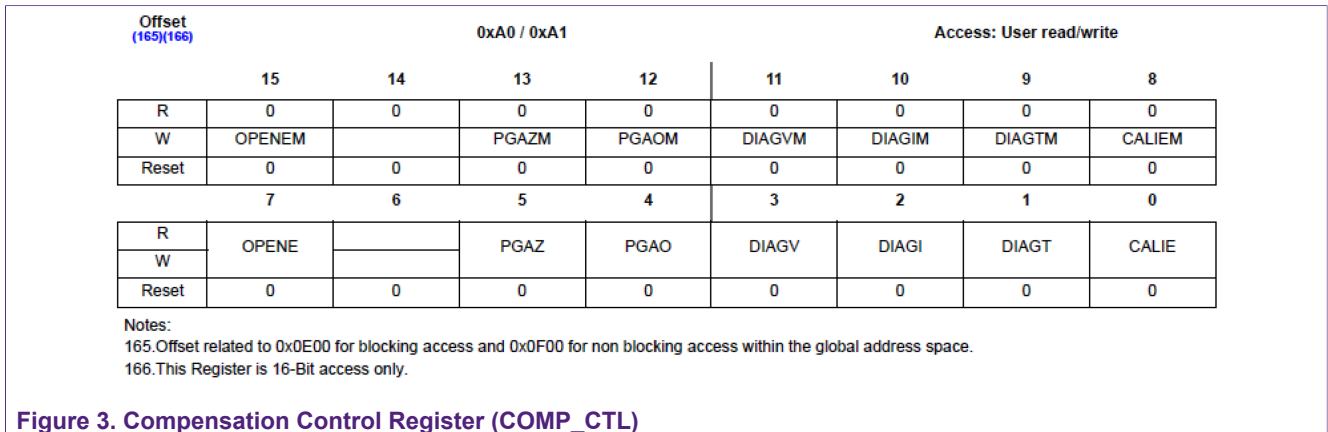 Offset 0xA0 / 0xA1 Access: User read/write
(165)(166)
15 14 13 12 11 10 9 8
R 0 0 0 0 0 0 0 0
W OPENEM PGAZM PGAOM DIAGVM DIAGIM DIAGTM CALIEM
Reset 0 0 0 0 0 0 0 0
7 6 5 4 3 2 1 0
R
OPENE PGAZ PGAO DIAGV DIAGI DIAGT CALIE
W
Reset 0 0 0 0 0 0 0 0
Notes:
165.Offset related to 0x0E00 for blocking access and 0x0F00 for non blocking access within the global address space.
166.This Register is 16-Bit access only.
Figure 3. Compensation Control Register (COMP_CTL)